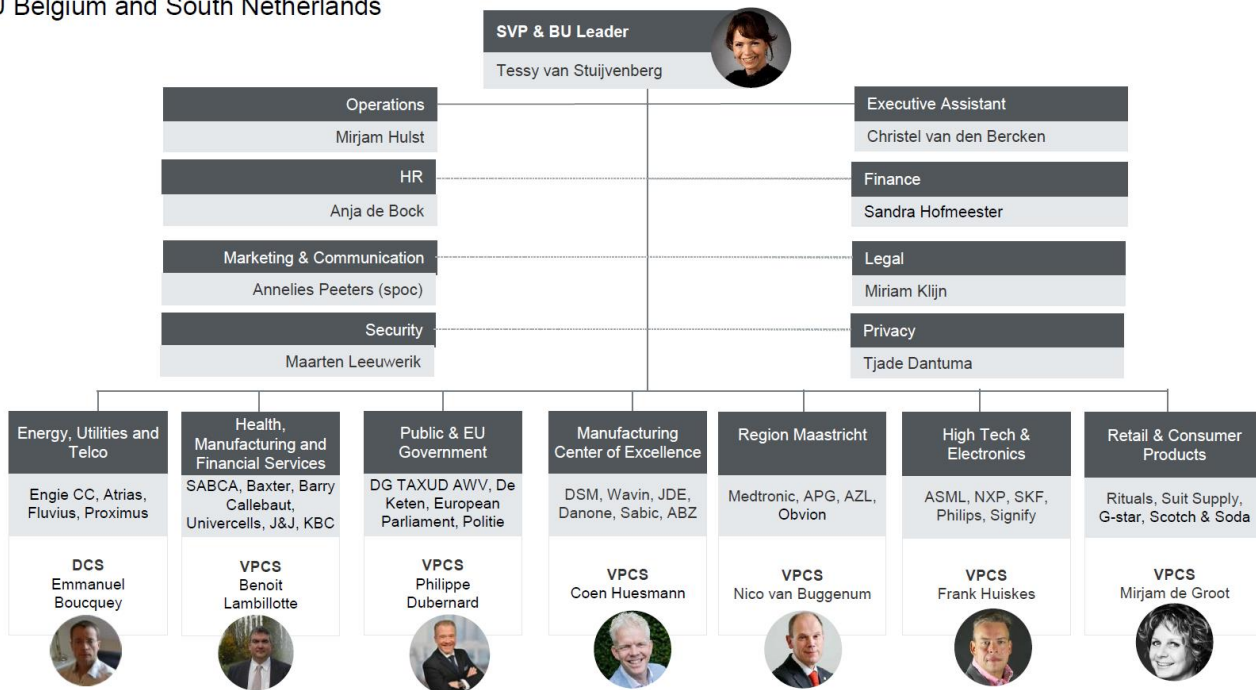 U Belgium and South Netherlands
SVP & BU Leader
Tessy van Stuijvenberg
Operations
Mirjam Hulst
Executive Assistant
Christel van den Bercken
HR
Anja de Bock
Finance
Sandra Hofmeester
Marketing & Communication
Annelies Peeters (spoc)
Legal
Miriam Klijn
Security
Maarten Leeuwerik
Privacy
Tjade Dantuma
Energy, Utilities and
Telco
Engie CC, Atrias,
Fluvius, Proximus
DCS
Emmanuel
Boucquey
Health,
Manufacturing and
Financial Services
SABCA, Baxter, Barry
Callebaut,
Univercells, J&J, KBC
VPCS
Benoit
Lambillotte
Public & EU
Government
DG TAXUD AWV, De
Keten, European
Parliament, Politie
VPCS
Philippe
Dubernard
Manufacturing
Center of Excellence
DSM, Wavin, JDE,
Danone, Sabic, ABZ
VPCS
Coen Huesmann
Region Maastricht
Medtronic, APG, AZL,
Obvion
VPCS
Nico van Buggenum
High Tech &
Electronics
ASML, NXP, SKF,
Philips, Signify
VPCS
Frank Huiskes
Retail & Consumer
Products
Rituals, Suit Supply,
G-star, Scotch & Soda
VPCS
Mirjam de Groot